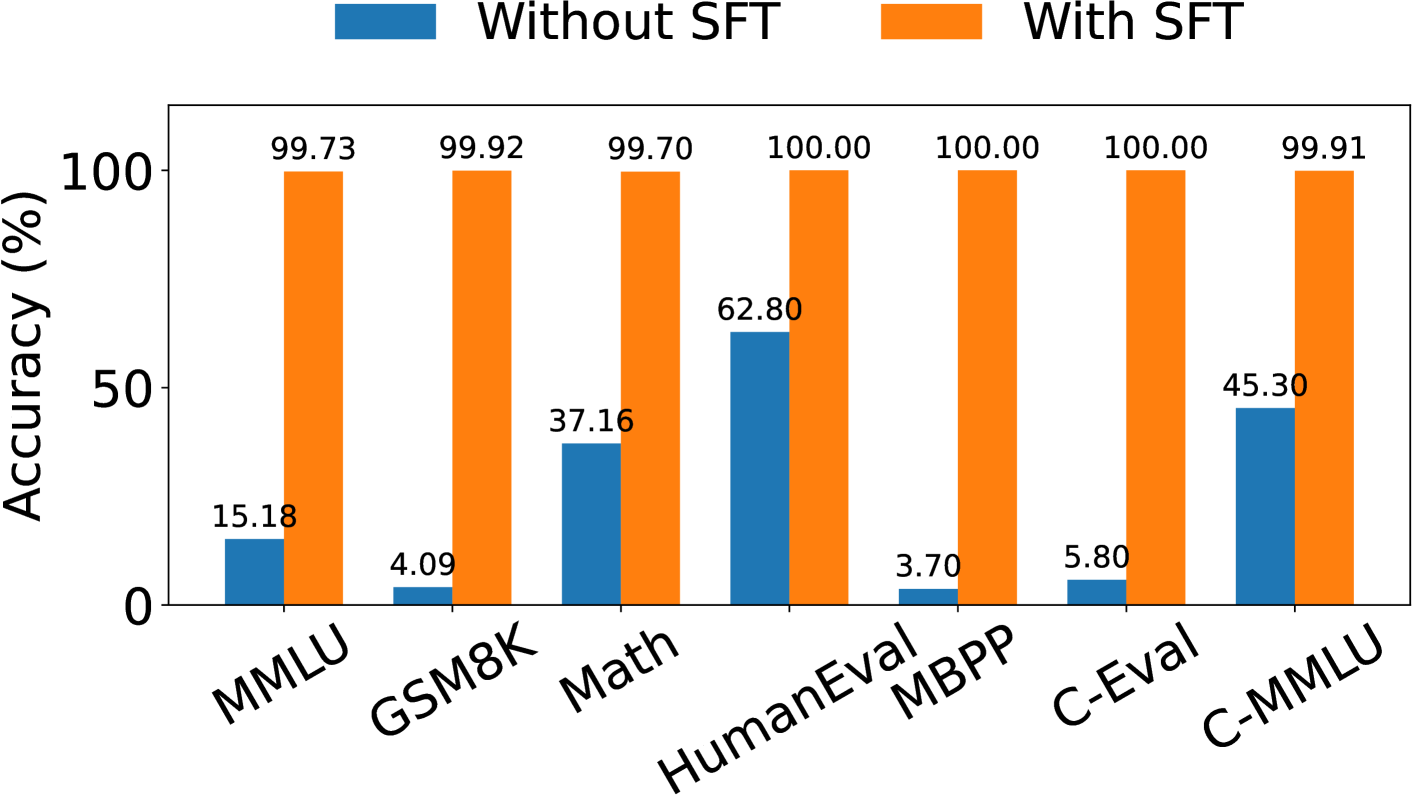 Without SFT With SFT
Accuracy (%)
100
50
0
99.73 99.92 99.70 100.00 100.00 100.00 99.91
15.18 4.09 37.16 62.80 3.70 5.80 45.30
MMLU GSM8K Math HumanEval MBPP C-Eval C-MMLU